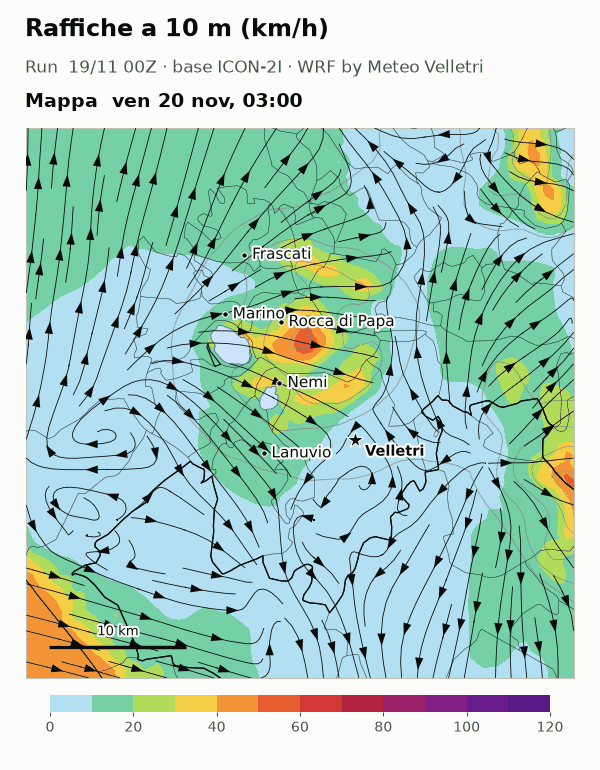 Raffiche a 10 m (km/h)
Run  19/11 00Z · base ICON-2I · WRF by Meteo Velletri
Mappa  ven 20 nov, 03:00
Frascati
Marino
Rocca di Papa
Nemi
Velletri
Lanuvio
10 km
0 20 40 60 80 100 120